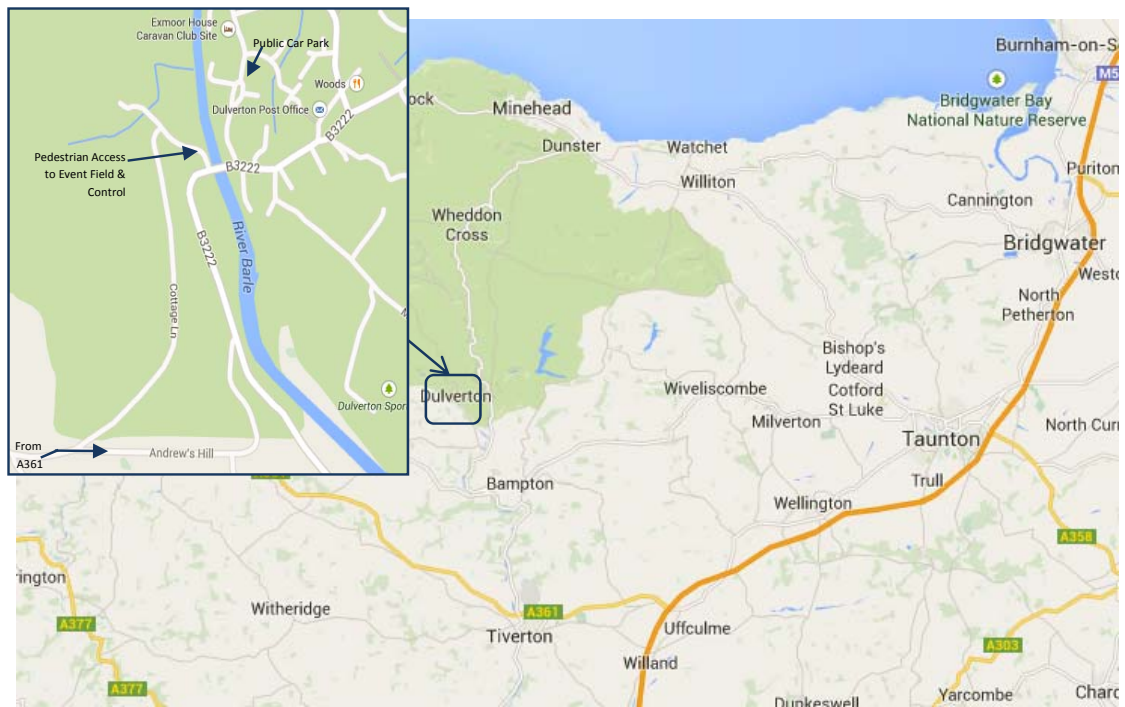 Exmoor House
Caravan Club Site
Public Car Park
Woods
Dulverton Post Office
B3222
Pedestrian Access
to Event Field &
Control
B3222
B3222
River Barle
Cottage Ln
Dulverton Spor
From
A361
Andrew's Hill
Burnham-on-S
M5
ock
Minehead
Bridgwater Bay
National Nature Reserve
Dunster
Watchet
Puriton
Williton
Cannington
Wheddon
Cross
Bridgwater
Westo
North
Petherton
Bishop's
Lydeard
Dulverton
Wiveliscombe
Cotford
St Luke
Milverton
North Curr
Taunton
Bampton
Trull
Wellington
A358
rington
Witheridge
A361
A377
Tiverton
Uffculme
A303
Willand
A377
Yarcombe
Chard
Dunkeswell